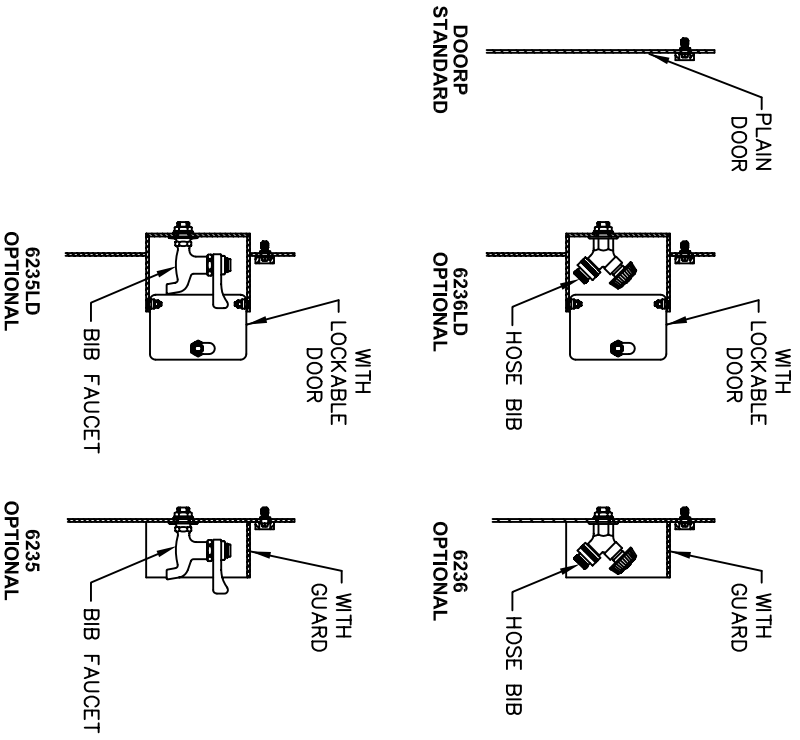 PLAIN
DOOR
DOORP
STANDARD
WITH
LOCKABLE
DOOR
HOSE BIB
6236LD
OPTIONAL
WITH
GUARD
HOSE BIB
6236
OPTIONAL
WITH
LOCKABLE
DOOR
BIB FAUCET
6235LD
OPTIONAL
WITH
GUARD
BIB FAUCET
6235
OPTIONAL